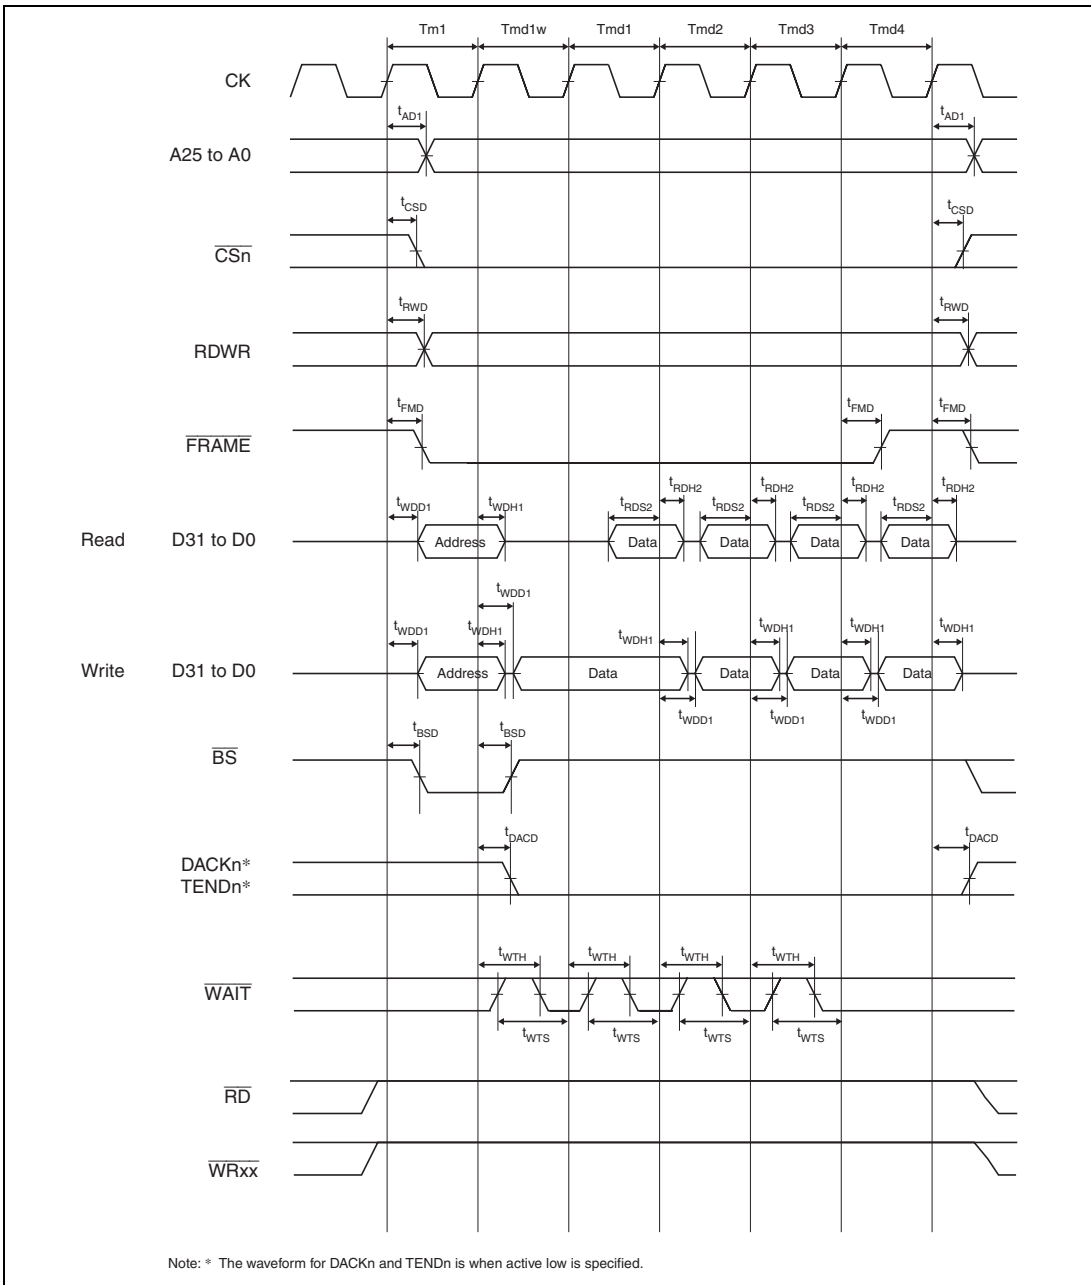 Tm1 Tmd1w Tmd1 Tmd2 Tmd3 Tmd4
CK
tAD1 tAD1
A25 to A0
tCSD tCSD
CSn
tRWD tRWD
RDWR
tFMD tFMD tFMD
FRAME
tRDH2 tRDH2 tRDH2 tRDH2
tWDD1 tWDH1 tRDS2 tRDS2 tRDS2 tRDS2
Read D31 to D0 Address Data Data Data Data
tWDD1
tWDD1 tWDH1 tWDH1 tWDH1 tWDH1 tWDH1
Write D31 to D0 Address Data Data Data Data
tWDD1 tWDD1 tWDD1
tBSD tBSD
BS
tDACD tDACD
DACKn*
TENDn*
tWTH tWTH tWTH tWTH
WAIT
tWTS tWTS tWTS tWTS
RD
WRxx
Note: * The waveform for DACKn and TENDn is when active low is specified.